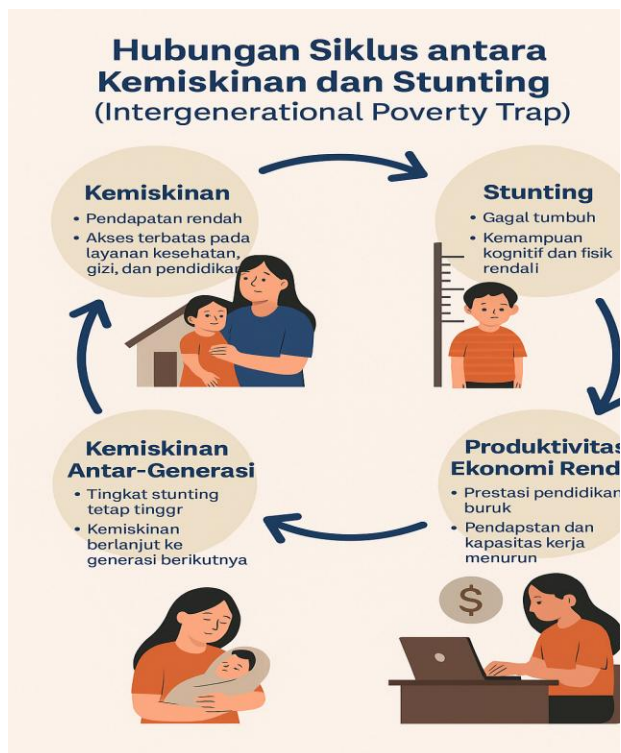 Hubungan Siklus antara
Kemiskinan dan Stunting
(Intergenerational Poverty Trap)
Kemiskinan
• Pendapatan rendah
• Akses terbatas pada
layanan kesehatan,
gizi, dan pendidikan
Stunting
• Gagal tumbuh
• Kemampuan
kognitif dan fisik
rendali
Produktivitas
Ekonomi Rend
• Prestasi pendidikan
buruk
• Pendapstan dan
kapasitas kerja
menurun
$
Kemiskinan
Antar-Generasi
• Tingkat stunting
tetap tinggr
• Kemiskinan
berlanjut ke
generasi berikutnya